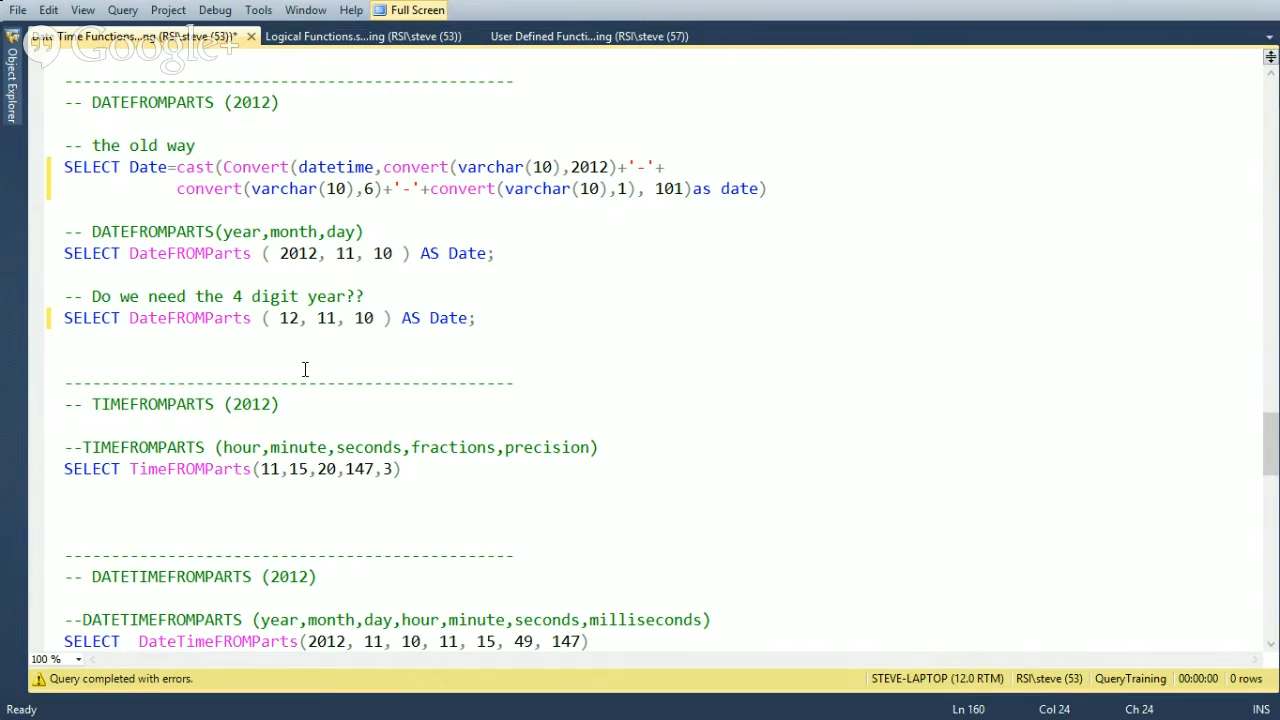 File Edit View Query Project Debug Tools Window Help Full Screen
Date Time Functions...ng (RSI\steve (53))* × Logical Functions.s...ing (RSI\steve (53)) User Defined Functi...ing (RSI\steve (57))
Google+
Object Explorer
------------------------------------------------
-- DATEFROMPARTS (2012)
-- the old way
SELECT Date=cast(Convert(datetime,convert(varchar(10),2012)+'-'+
convert(varchar(10),6)+'-'+convert(varchar(10),1), 101)as date)
-- DATEFROMPARTS(year,month,day)
SELECT DateFROMParts ( 2012, 11, 10 ) AS Date;
-- Do we need the 4 digit year??
SELECT DateFROMParts ( 12, 11, 10 ) AS Date;
------------------------------------------------
-- TIMEFROMPARTS (2012)
--TIMEFROMPARTS (hour,minute,seconds,fractions,precision)
SELECT TimeFROMParts(11,15,20,147,3)
------------------------------------------------
-- DATETIMEFROMPARTS (2012)
--DATETIMEFROMPARTS (year,month,day,hour,minute,seconds,milliseconds)
SELECT  DateTimeFROMParts(2012, 11, 10, 11, 15, 49, 147)
100 %
Query completed with errors. STEVE-LAPTOP (12.0 RTM) RSI\steve (53) QueryTraining 00:00:00 0 rows
Ready Ln 160 Col 24 Ch 24 INS